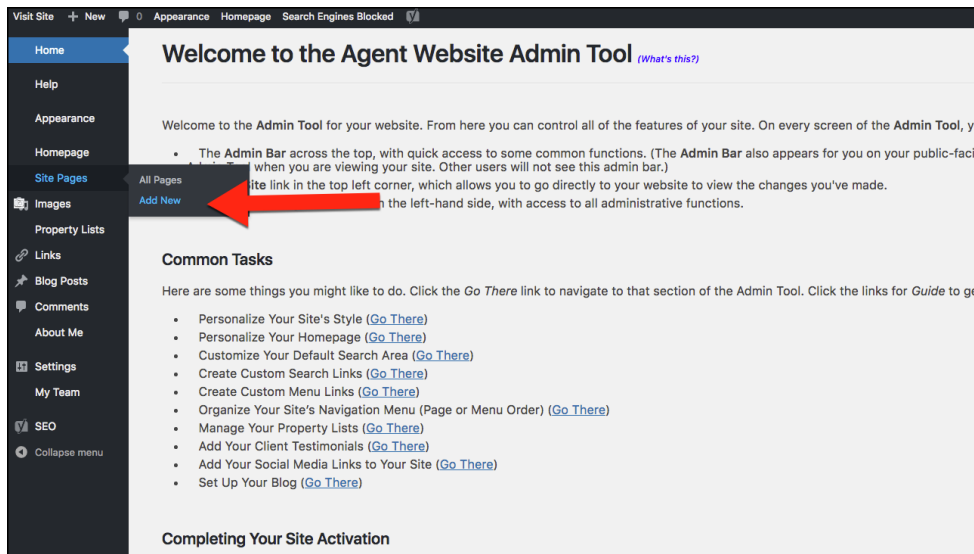 Visit Site + New 0 Appearance Homepage Search Engines Blocked
Home
Help
Appearance
Homepage
Site Pages
Images
Property Lists
Links
Blog Posts
Comments
About Me
Settings
My Team
SEO
Collapse menu
All Pages
Add New
Welcome to the Agent Website Admin Tool (What's this?)
Welcome to the Admin Tool for your website. From here you can control all of the features of your site. On every screen of the Admin Tool,
• The Admin Bar across the top, with quick access to some common functions. (The Admin Bar also appears for you on your
when you are viewing your site. Other users will not see this admin bar.)
link in the top left corner, which allows you to go directly to your website to view the changes you've made.
the left-hand side, with access to all administrative functions.
Common Tasks
Here are some things you might like to do. Click the Go There link to navigate to that section of the Admin Tool. Click the links for Guide to
• Personalize Your Site's Style (Go There)
• Personalize Your Homepage (Go There)
• Customize Your Default Search Area (Go There)
• Create Custom Search Links (Go There)
• Create Custom Menu Links (Go There)
• Organize Your Site's Navigation Menu (Page or Menu Order) (Go There)
• Manage Your Property Lists (Go There)
• Add Your Client Testimonials (Go There)
• Add Your Social Media Links to Your Site (Go There)
• Set Up Your Blog (Go There)
Completing Your Site Activation